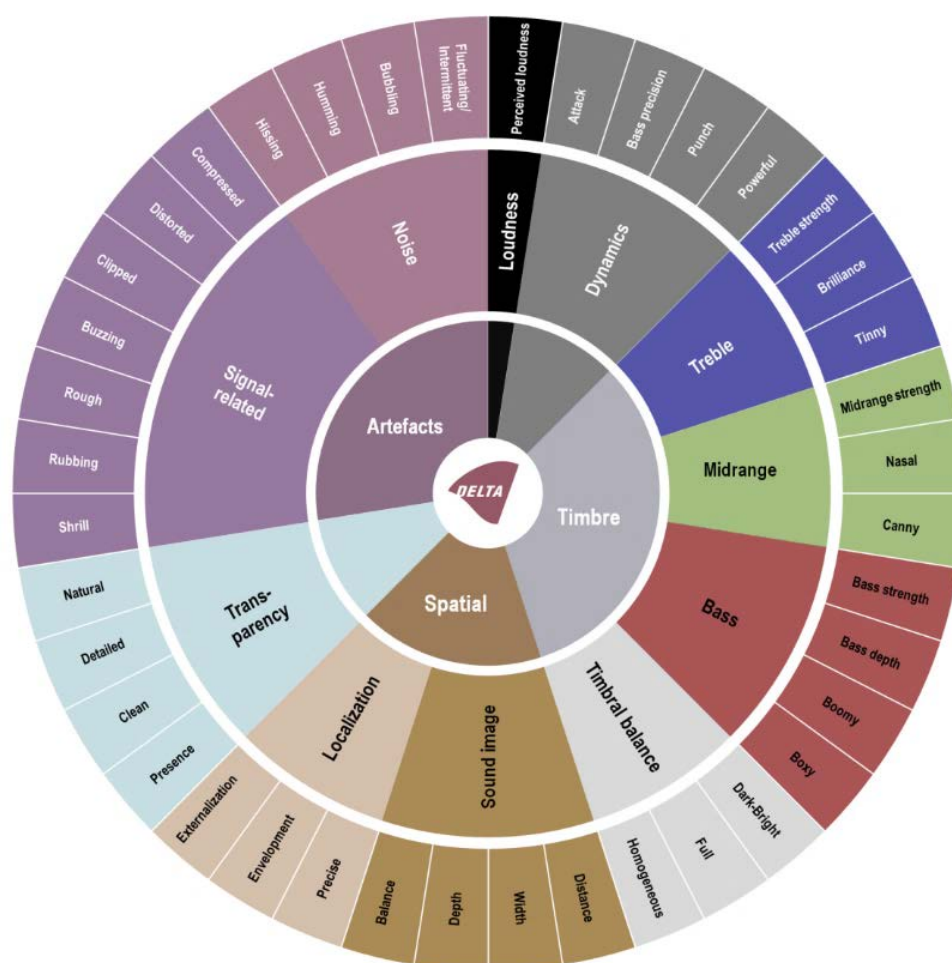 Perceived loudness
Attack
Bass precision
Punch
Powerful
Treble strength
Brilliance
Tinny
Midrange strength
Nasal
Canny
Bass strength
Bass depth
Boomy
Boxy
Dark-Bright
Full
Homogeneous
Distance
Width
Depth
Balance
Precise
Envelopment
Externalization
Presence
Clean
Detailed
Natural
Shrill
Rubbing
Rough
Buzzing
Clipped
Distorted
Compressed
Hissing
Humming
Bubbling
Fluctuating/
Intermittent
Loudness
Dynamics
Treble
Midrange
Bass
Timbral balance
Sound image
Localization
Trans-
parency
Signal-
related
Noise
Timbre
Spatial
Artefacts
DELTA